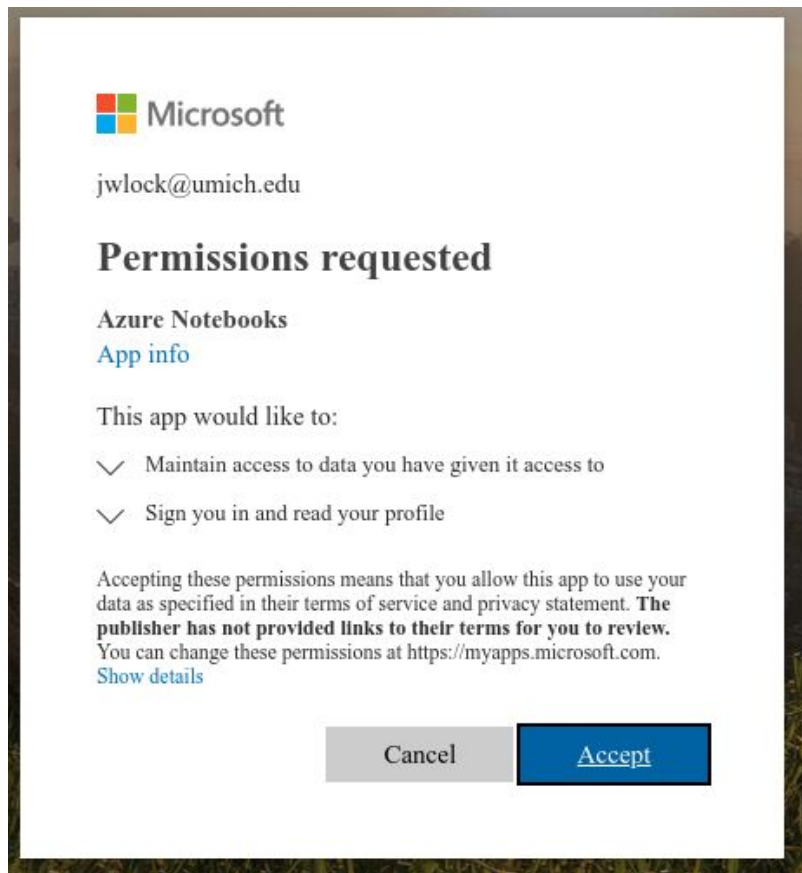 Microsoft
jwlock@umich.edu
Permissions requested
Azure Notebooks
App info
This app would like to:
Maintain access to data you have given it access to
Sign you in and read your profile
Accepting these permissions means that you allow this app to use your
data as specified in their terms of service and privacy statement. The
publisher has not provided links to their terms for you to review.
You can change these permissions at https://myapps.microsoft.com.
Show details
Cancel Accept